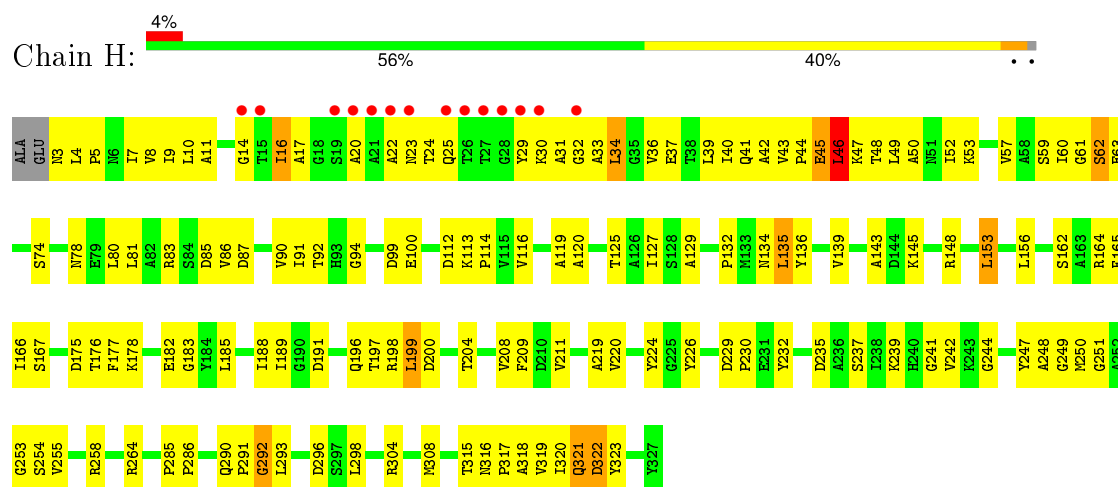 4%
Chain H:
56% 40% • •
ALA GLU N3 L4 P5 N6 I7 V8 I9 L10 A11 G14 T15 I16 A17 G18 S19 A20 A21 A22 N23 T24 Q25 T26 T27 G28 Y29 K30 A31 G32 A33 L34 G35 V36 E37 T38 L39 I40 Q41 A42 V43 P44 E45 L46 K47 T48 L49 A50 N51 I52 K53 V57 A58 S59 I60 G61 S62 E63
S74 N78 E79 L80 L81 A82 R83 S84 D85 V86 D87 V90 I91 T92 H93 G94 D99 E100 D112 K113 P114 V115 V116 A119 A120 T125 A126 I127 S128 A129 P132 M133 N134 L135 Y136 V139 A143 D144 K145 R148 L153 L156 S162 A163 R164 E165
I166 S167 D175 T176 F177 K178 E182 G183 Y184 L185 I188 I189 G190 D191 Q196 T197 R198 L199 D200 T204 V208 F209 D210 V211 A219 V220 Y224 G225 Y226 D229 P230 E231 Y232 D235 A236 S237 I238 K239 H240 G241 V242 K243 G244 Y247 A248 G249 M250 G251 A252
G253 S254 V255 R258 R264 P285 P286 Q290 P291 G292 L293 D296 S297 L298 R304 M308 T315 N316 P317 A318 V319 I320 Q321 D322 Y323 Y327